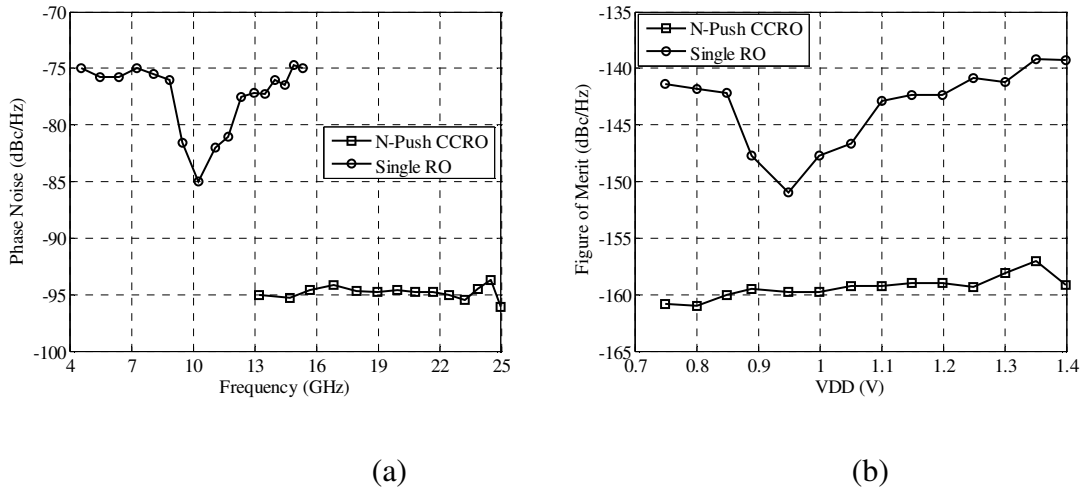 -70
-75
-80
-85
-90
-95
-100
Phase Noise (dBc/Hz)
N-Push CCRO
Single RO
4 7 10 13 16 19 22 25
Frequency (GHz)
(a)
-135
-140
-145
-150
-155
-160
-165
Figure of Merit (dBc/Hz)
N-Push CCRO
Single RO
0.7 0.8 0.9 1 1.1 1.2 1.3 1.4
VDD (V)
(b)